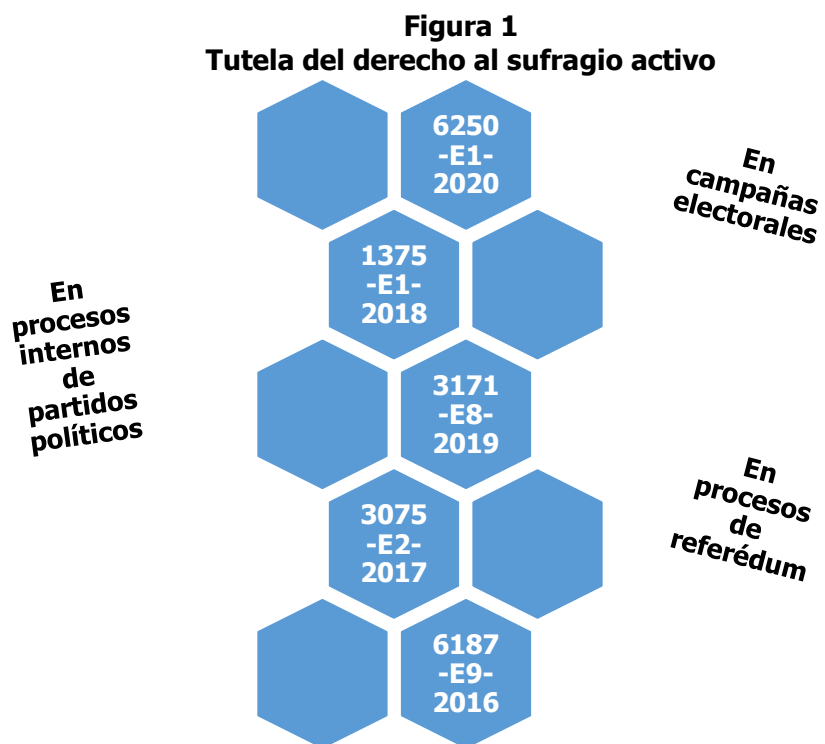 Figura 1
Tutela del derecho al sufragio activo
6250
-E1-
2020
En
campañas
electorales
1375
-E1-
2018
En
procesos
internos
de
partidos
políticos
3171
-E8-
2019
3075
-E2-
2017
En
procesos
de
referédum
6187
-E9-
2016